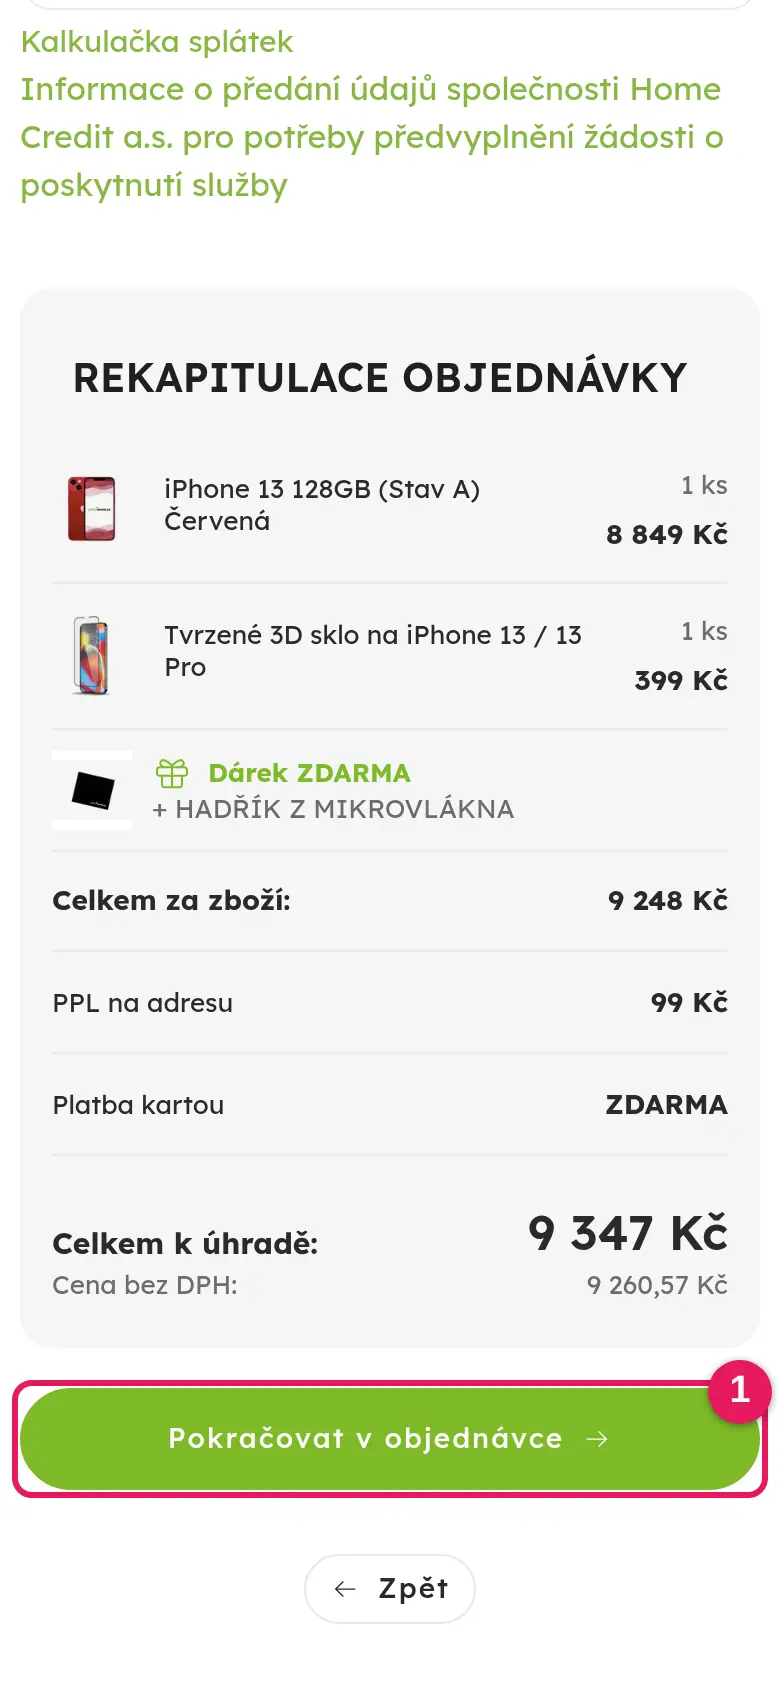 Kalkulačka splátek
Informace o předání údajů společnosti Home
Credit a.s. pro potřeby předvyplnění žádosti o
poskytnutí služby
REKAPITULACE OBJEDNÁVKY
iPhone 13 128GB (Stav A)
Červená
1 ks
8 849 Kč
Tvrzené 3D sklo na iPhone 13 / 13
Pro
1 ks
399 Kč
Dárek ZDARMA
+ HADŘÍK Z MIKROVLÁKNA
Celkem za zboží: 9 248 Kč
PPL na adresu 99 Kč
Platba kartou ZDARMA
Celkem k úhradě: 9 347 Kč
Cena bez DPH: 9 260,57 Kč
1
Pokračovat v objednávce →
← Zpět